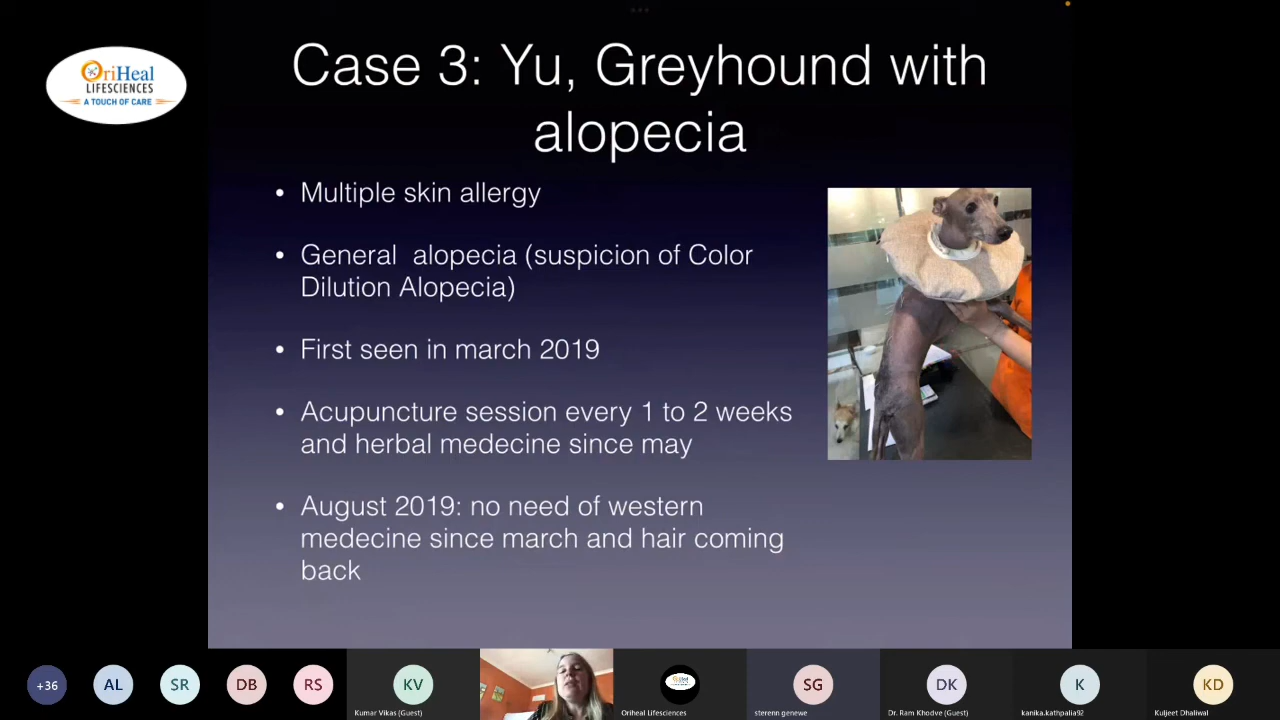 OriHeal
LIFESCIENCES
A TOUCH OF CARE
Case 3: Yu, Greyhound with
alopecia
• Multiple skin allergy
• General  alopecia (suspicion of Color
Dilution Alopecia)
• First seen in march 2019
• Acupuncture session every 1 to 2 weeks
and herbal medecine since may
• August 2019: no need of western
medecine since march and hair coming
back
+36
AL
SR
DB
RS
KV
SG
DK
K
KD
Kumar Vikas (Guest)
Oriheal Lifesciences
sterenn genewe
Dr. Ram Khodve (Guest)
kanika.kathpalia92
Kuljeet Dhaliwal